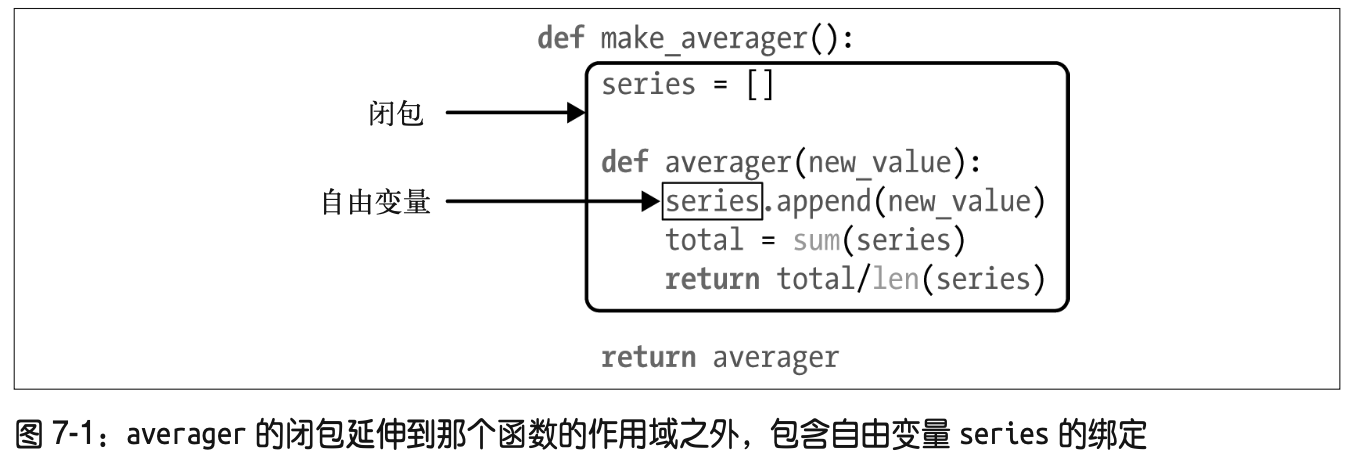 def make_averager():
series = []
闭包
def averager(new_value):
自由变量
series.append(new_value)
total = sum(series)
return total/len(series)
return averager
图 7-1：averager 的闭包延伸到那个函数的作用域之外，包含自由变量 series 的绑定